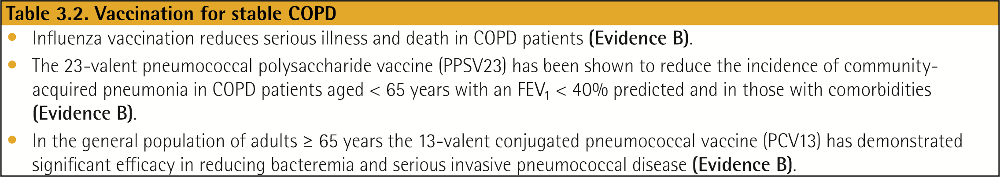 Table 3.2. Vaccination for stable COPD
• Influenza vaccination reduces serious illness and death in COPD patients (Evidence B).
• The 23-valent pneumococcal polysaccharide vaccine (PPSV23) has been shown to reduce the incidence of community-
acquired pneumonia in COPD patients aged < 65 years with an FEV₁ < 40% predicted and in those with comorbidities
(Evidence B).
• In the general population of adults ≥ 65 years the 13-valent conjugated pneumococcal vaccine (PCV13) has demonstrated
significant efficacy in reducing bacteremia and serious invasive pneumococcal disease (Evidence B).